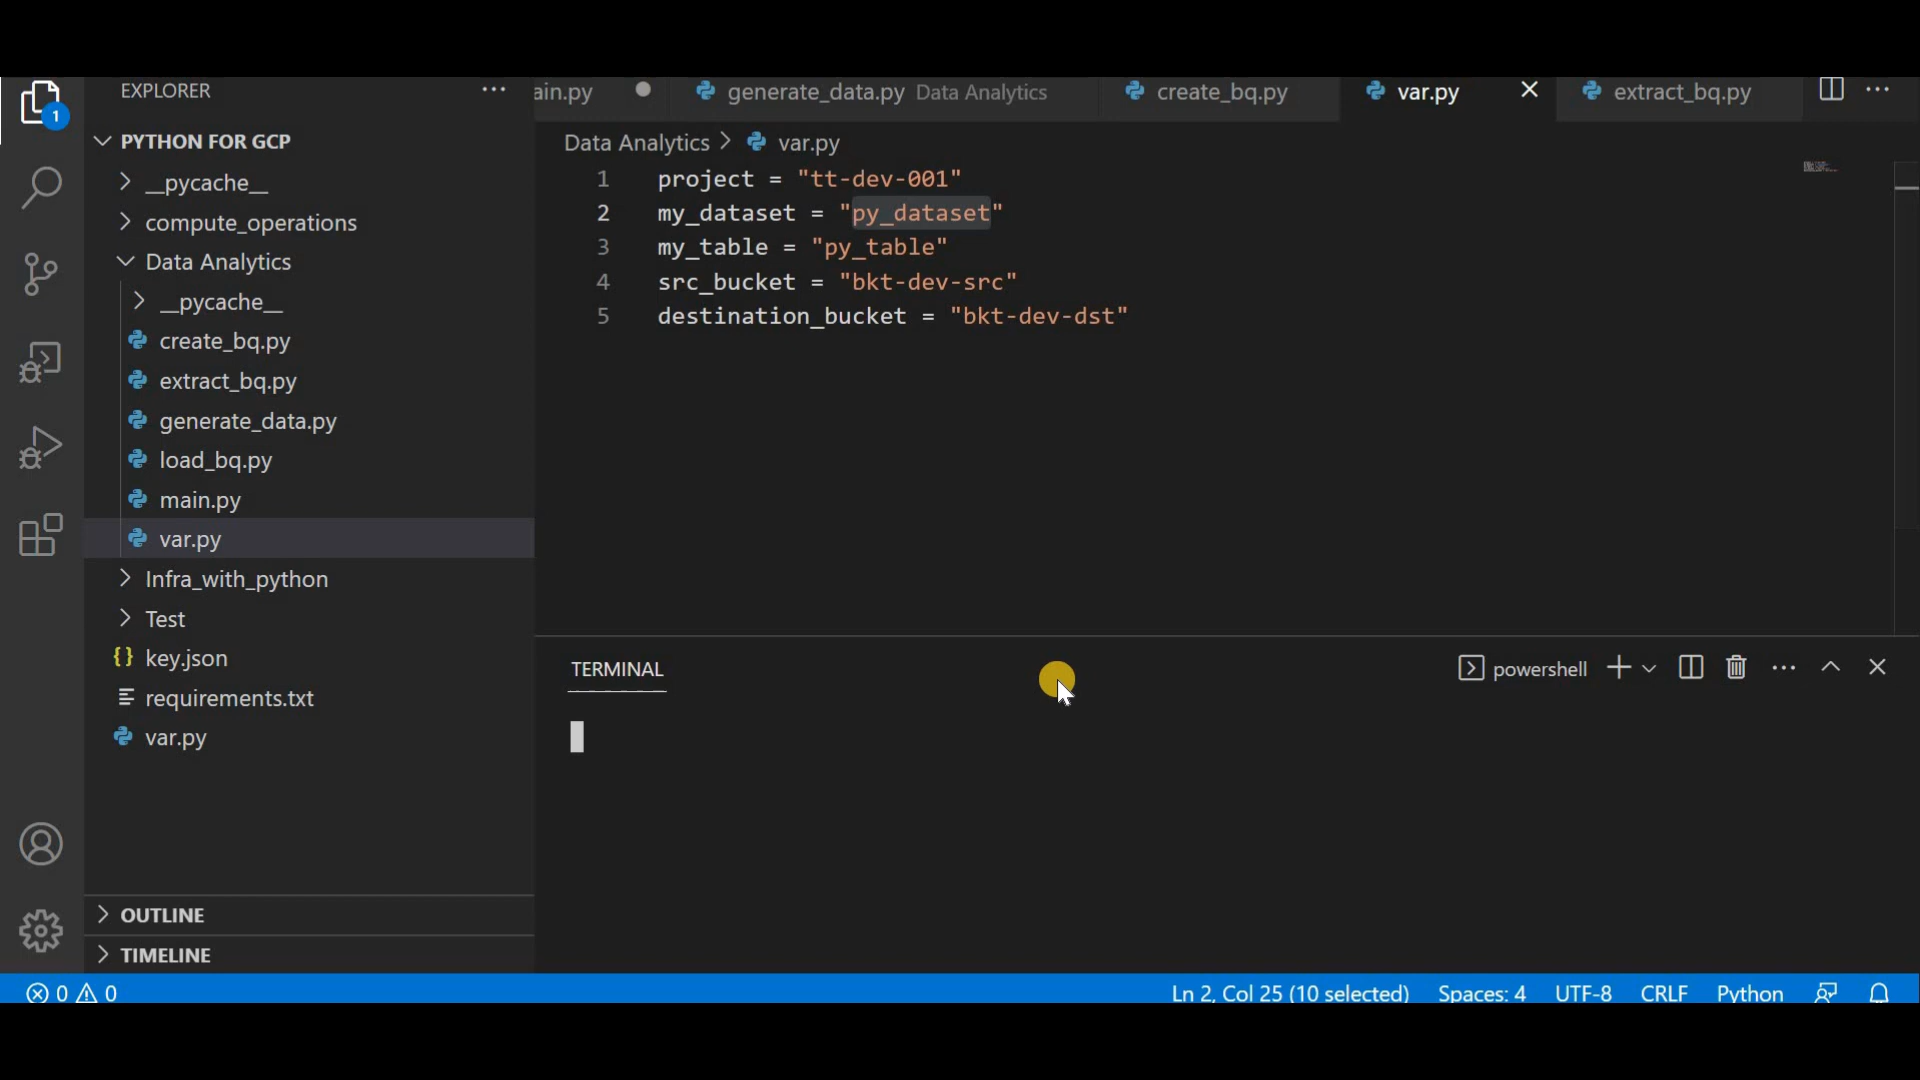 EXPLORER
ain.py
generate_data.py Data Analytics
create_bq.py
var.py
extract_bq.py
1
PYTHON FOR GCP
__pycache__
compute_operations
Data Analytics
__pycache__
create_bq.py
extract_bq.py
generate_data.py
load_bq.py
main.py
var.py
Infra_with_python
Test
{} key.json
requirements.txt
var.py
OUTLINE
TIMELINE
Data Analytics > var.py
1 project = "tt-dev-001"
2 my_dataset = "py_dataset"
3 my_table = "py_table"
4 src_bucket = "bkt-dev-src"
5 destination_bucket = "bkt-dev-dst"
TERMINAL
powershell
0 0
Ln 2, Col 25 (10 selected) Spaces: 4 UTF-8 CRLF Python